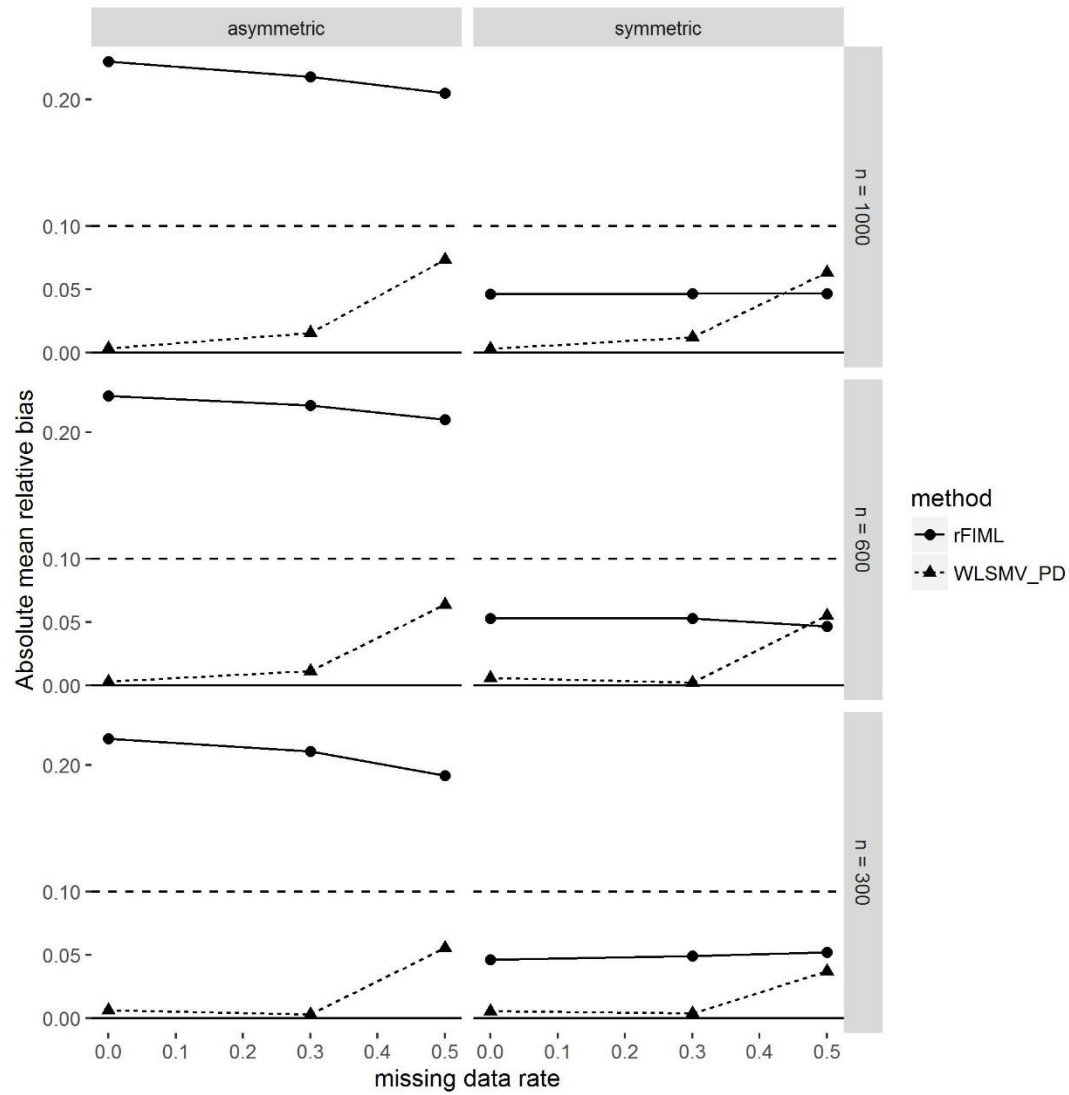 asymmetric
symmetric
Absolute mean relative bias
0.20
0.10
0.05
0.00
n = 1000
0.20
0.10
0.05
0.00
n = 600
0.20
0.10
0.05
0.00
n = 300
0.0 0.1 0.2 0.3 0.4 0.5
0.0 0.1 0.2 0.3 0.4 0.5
missing data rate
method
rFIML
WLSMV_PD